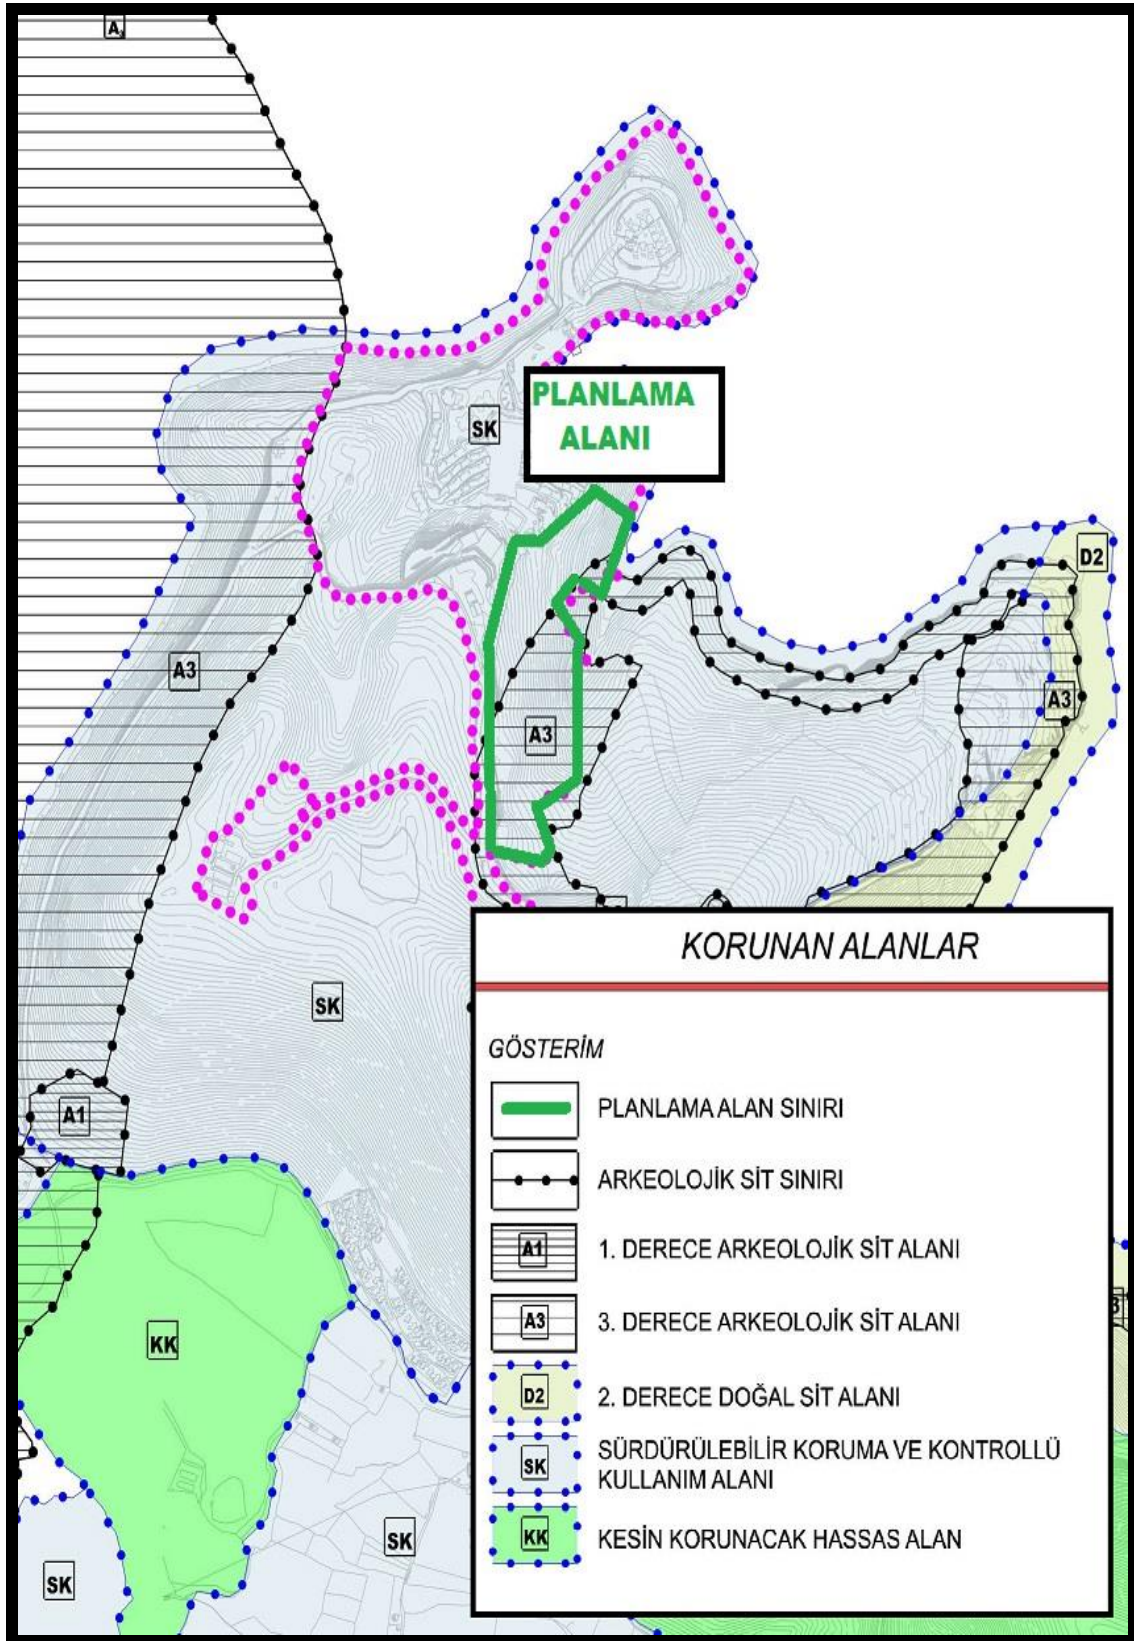 A3
PLANLAMA
ALANI
SK
D2
A3
A3
A3
SK
A1
KK
SK
SK
KORUNAN ALANLAR
GÖSTERİM
PLANLAMA ALAN SINIRI
ARKEOLOJİK SİT SINIRI
A1
1. DERECE ARKEOLOJİK SİT ALANI
A3
3. DERECE ARKEOLOJİK SİT ALANI
D2
2. DERECE DOĞAL SİT ALANI
SK
SÜRDÜRÜLEBİLİR KORUMA VE KONTROLLÜ
KULLANIM ALANI
KK
KESİN KORUNACAK HASSAS ALAN